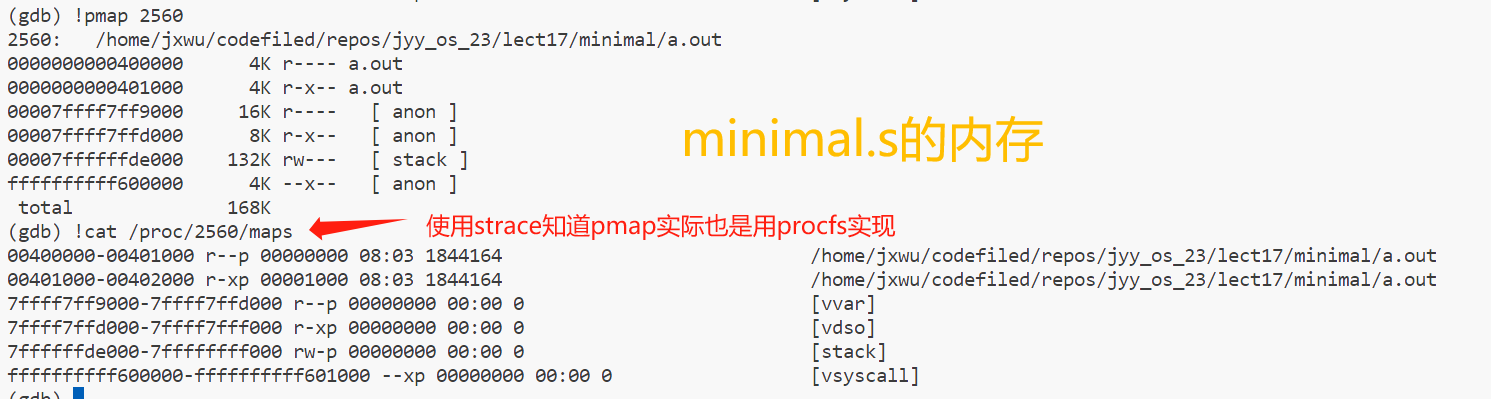 (gdb) !pmap 2560
2560:   /home/jxwu/codefiled/repos/jyy_os_23/lect17/minimal/a.out
0000000000400000      4K r---- a.out
0000000000401000      4K r-x-- a.out
00007ffff7ff9000     16K r----   [ anon ]
00007ffff7ffd000      8K r-x--   [ anon ]
00007ffffffde000    132K rw---   [ stack ]
ffffffffff600000      4K --x--   [ anon ]
minimal.s的内存
 total              168K
(gdb) !cat /proc/2560/maps
使用strace知道pmap实际也是用procfs实现
00400000-00401000 r--p 00000000 08:03 1844164                            /home/jxwu/codefiled/repos/jyy_os_23/lect17/minimal/a.out
00401000-00402000 r-xp 00001000 08:03 1844164                            /home/jxwu/codefiled/repos/jyy_os_23/lect17/minimal/a.out
7ffff7ff9000-7ffff7ffd000 r--p 00000000 00:00 0                          [vvar]
7ffff7ffd000-7ffff7fff000 r-xp 00000000 00:00 0                          [vdso]
7ffffffde000-7ffffffff000 rw-p 00000000 00:00 0                          [stack]
ffffffffff600000-ffffffffff601000 --xp 00000000 00:00 0                  [vsyscall]
(gdb)